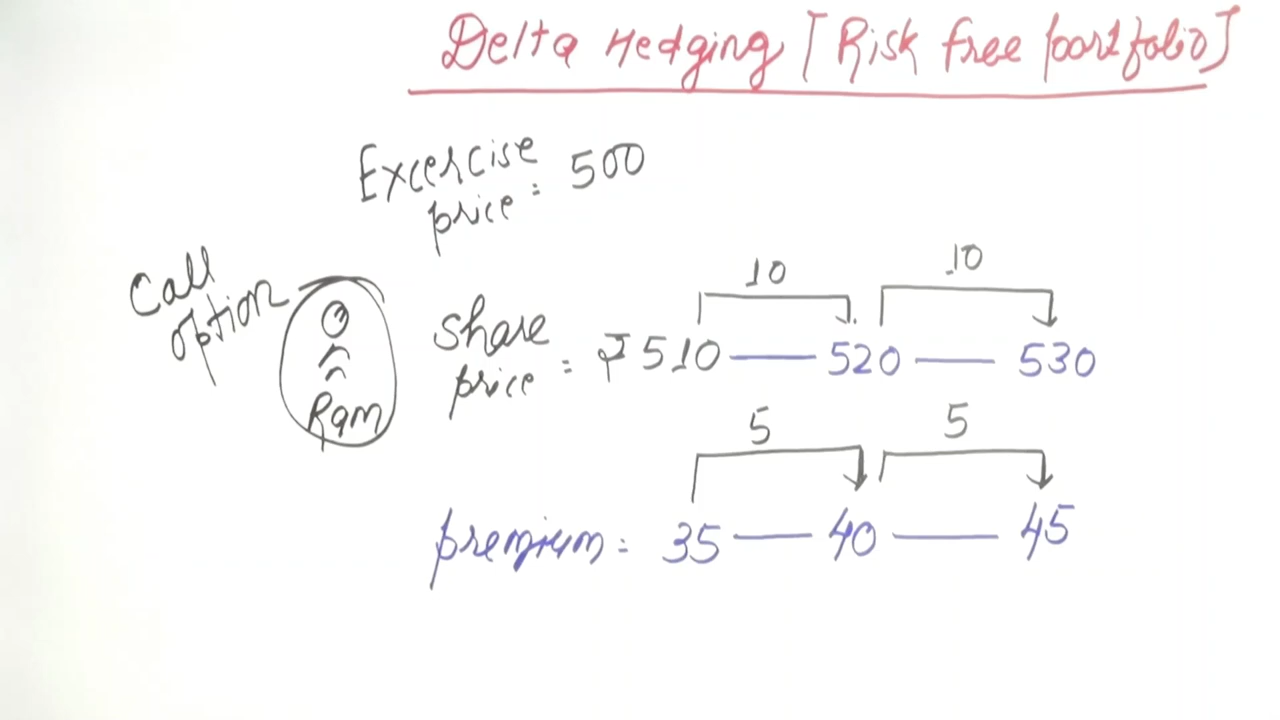 Delta Hedging [Risk free portfolio]
Excercise
price = 500
Call
option
Ram
10 10
Share
price = ₹510 — 520 — 530
5 5
premium = 35 — 40 — 45